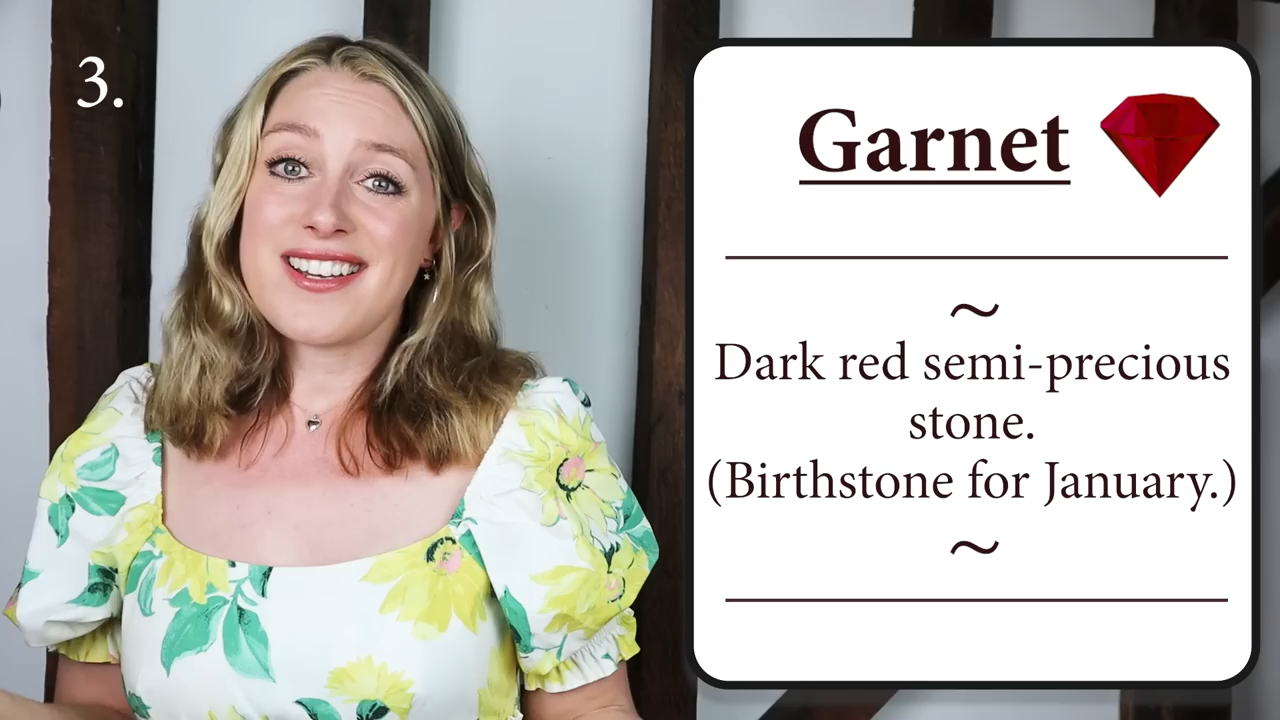 3.
Garnet
~
Dark red semi-precious
stone.
(Birthstone for January.)
~